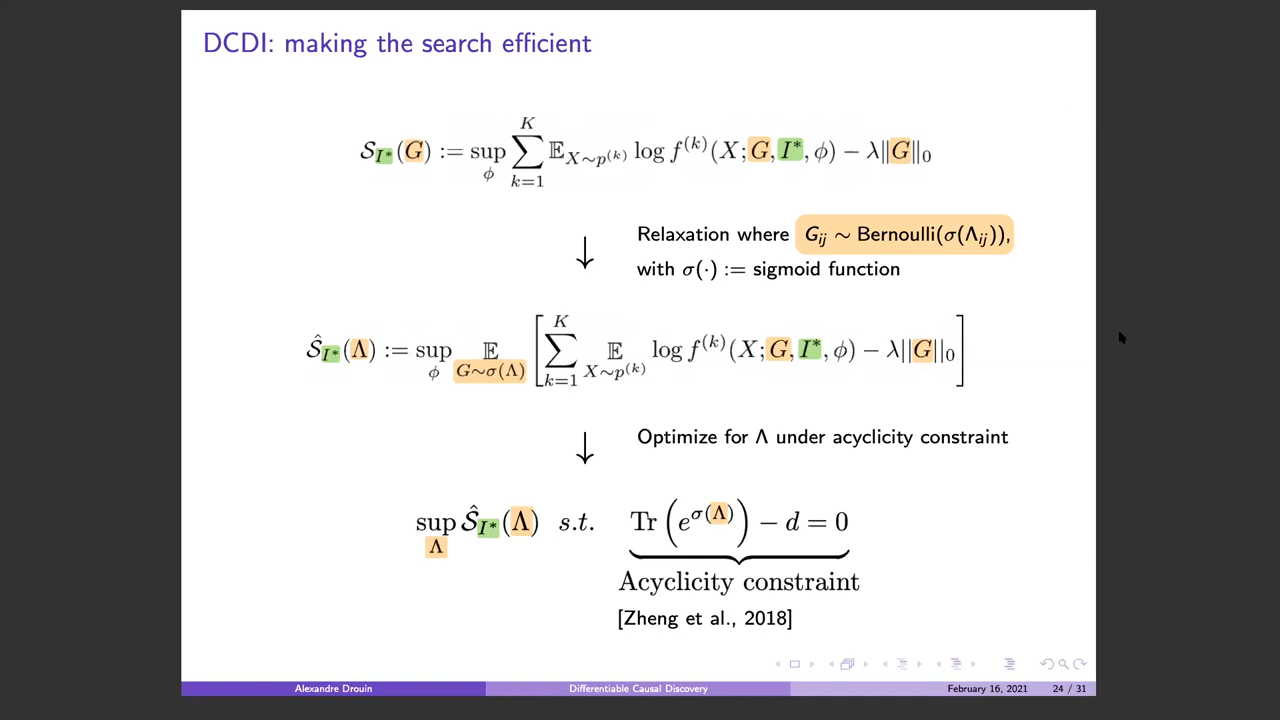 DCDI: making the search efficient
𝒮_{I*}(G) := sup_ϕ ∑_{k=1}^{K} 𝔼_{X∼p^{(k)}} log f^{(k)}(X; G, I*, ϕ) − λ||G||_0
↓ Relaxation where G_{ij} ∼ Bernoulli(σ(Λ_{ij})),
with σ(·) := sigmoid function
𝒮̂_{I*}(Λ) := sup_ϕ 𝔼_{G∼σ(Λ)} [ ∑_{k=1}^{K} 𝔼_{X∼p^{(k)}} log f^{(k)}(X; G, I*, ϕ) − λ||G||_0 ]
↓ Optimize for Λ under acyclicity constraint
sup_Λ 𝒮̂_{I*}(Λ) s.t. Tr(e^{σ(Λ)}) − d = 0
Acyclicity constraint
[Zheng et al., 2018]
Alexandre Drouin Differentiable Causal Discovery February 16, 2021 24 / 31